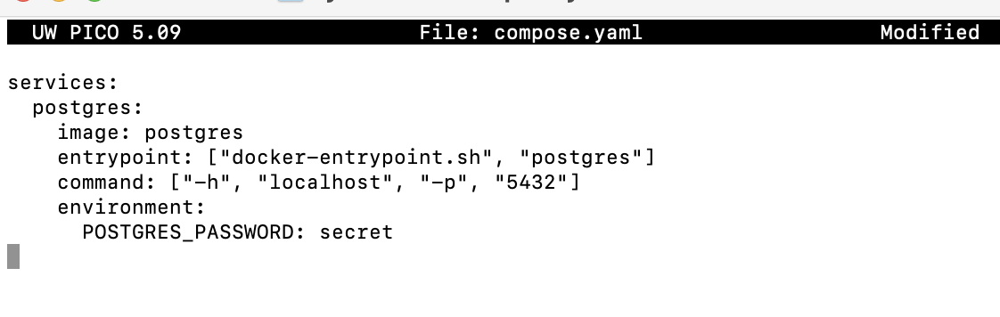 UW PICO 5.09 File: compose.yaml Modified
services:
  postgres:
    image: postgres
    entrypoint: ["docker-entrypoint.sh", "postgres"]
    command: ["-h", "localhost", "-p", "5432"]
    environment:
      POSTGRES_PASSWORD: secret